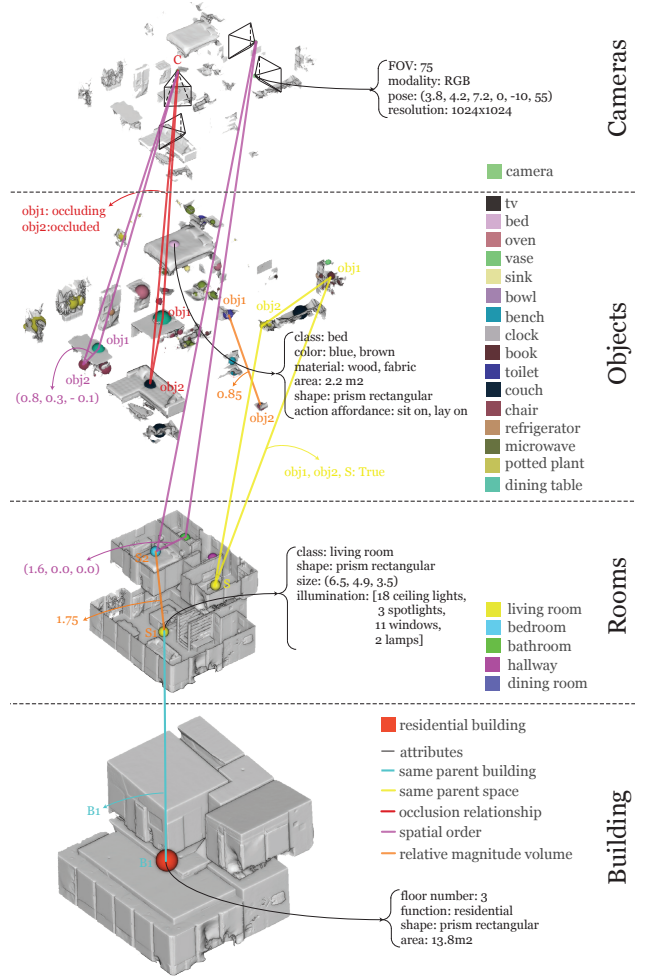 C
FOV: 75
modality: RGB
pose: (3.8, 4.2, 7.2, 0, -10, 55)
resolution: 1024x1024
Cameras
camera
obj1: occluding
obj2:occluded
tv
bed
oven
vase
sink
bowl
bench
clock
book
toilet
couch
chair
refrigerator
microwave
potted plant
dining table
Objects
obj1
obj2
obj1
obj1
obj2
obj1
obj2
obj1
obj2
(0.8, 0.3, - 0.1)
0.85
class: bed
color: blue, brown
material: wood, fabric
area: 2.2 m2
shape: prism rectangular
action affordance: sit on, lay on
obj1, obj2, S: True
S2
S
S1
(1.6, 0.0, 0.0)
1.75
class: living room
shape: prism rectangular
size: (6.5, 4.9, 3.5)
illumination: [18 ceiling lights,
3 spotlights,
11 windows,
2 lamps]
living room
bedroom
bathroom
hallway
dining room
Rooms
residential building
attributes
same parent building
same parent space
occlusion relationship
spatial order
relative magnitude volume
B1
B1
floor number: 3
function: residential
shape: prism rectangular
area: 13.8m2
Building